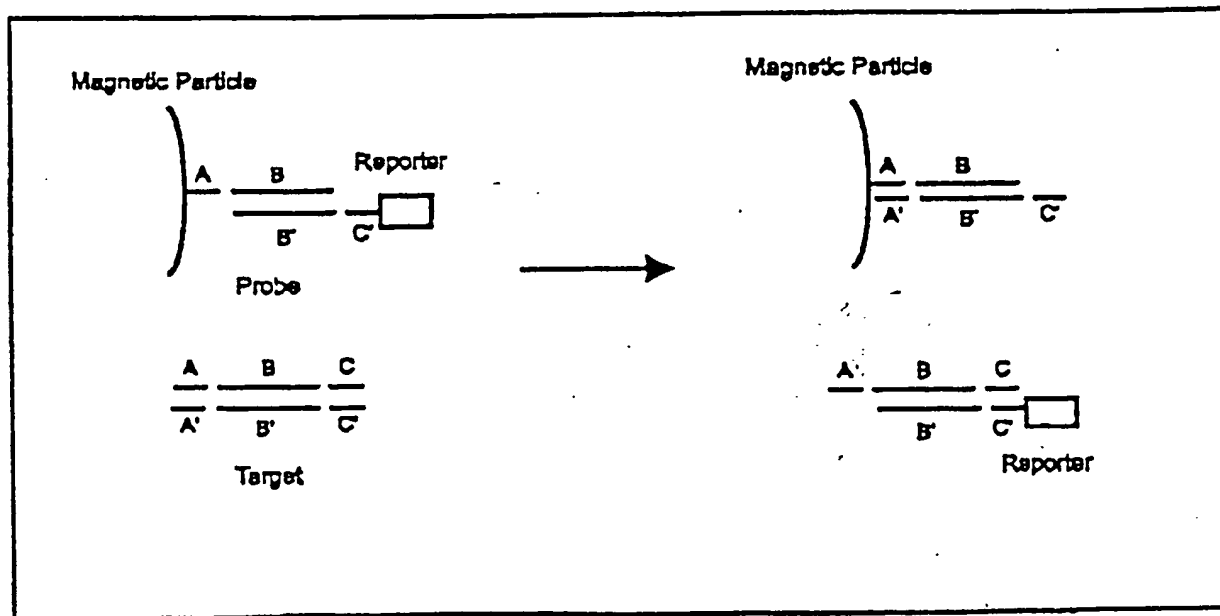 Magnetic Particle
A B Reporter
B' C'
Probe
A B C
A' B' C'
Target
Magnetic Particle
A B
A' B' C'
A' B C
B' C'
Reporter